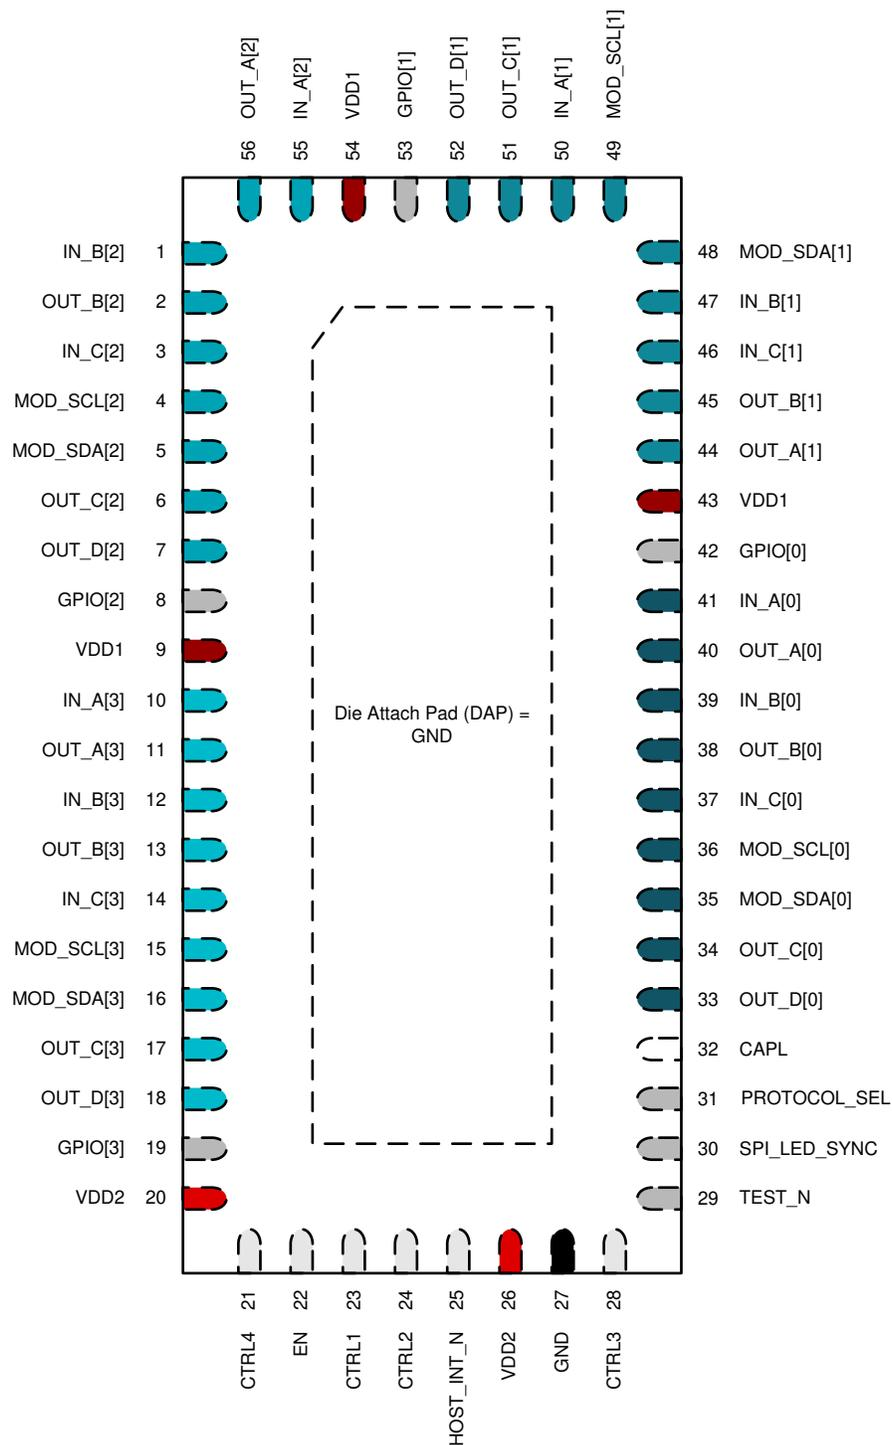 OUT_A[2]
IN_A[2]
VDD1
GPIO[1]
OUT_D[1]
OUT_C[1]
IN_A[1]
MOD_SCL[1]
56
55
54
53
52
51
50
49
IN_B[2] 1
48 MOD_SDA[1]
OUT_B[2] 2
47 IN_B[1]
IN_C[2] 3
46 IN_C[1]
MOD_SCL[2] 4
45 OUT_B[1]
MOD_SDA[2] 5
44 OUT_A[1]
OUT_C[2] 6
43 VDD1
OUT_D[2] 7
42 GPIO[0]
GPIO[2] 8
41 IN_A[0]
VDD1 9
40 OUT_A[0]
IN_A[3] 10
39 IN_B[0]
Die Attach Pad (DAP) =
GND
OUT_A[3] 11
38 OUT_B[0]
IN_B[3] 12
37 IN_C[0]
OUT_B[3] 13
36 MOD_SCL[0]
IN_C[3] 14
35 MOD_SDA[0]
MOD_SCL[3] 15
34 OUT_C[0]
MOD_SDA[3] 16
33 OUT_D[0]
OUT_C[3] 17
32 CAPL
OUT_D[3] 18
31 PROTOCOL_SEL
GPIO[3] 19
30 SPI_LED_SYNC
VDD2 20
29 TEST_N
21
22
23
24
25
26
27
28
CTRL4
EN
CTRL1
CTRL2
HOST_INT_N
VDD2
GND
CTRL3